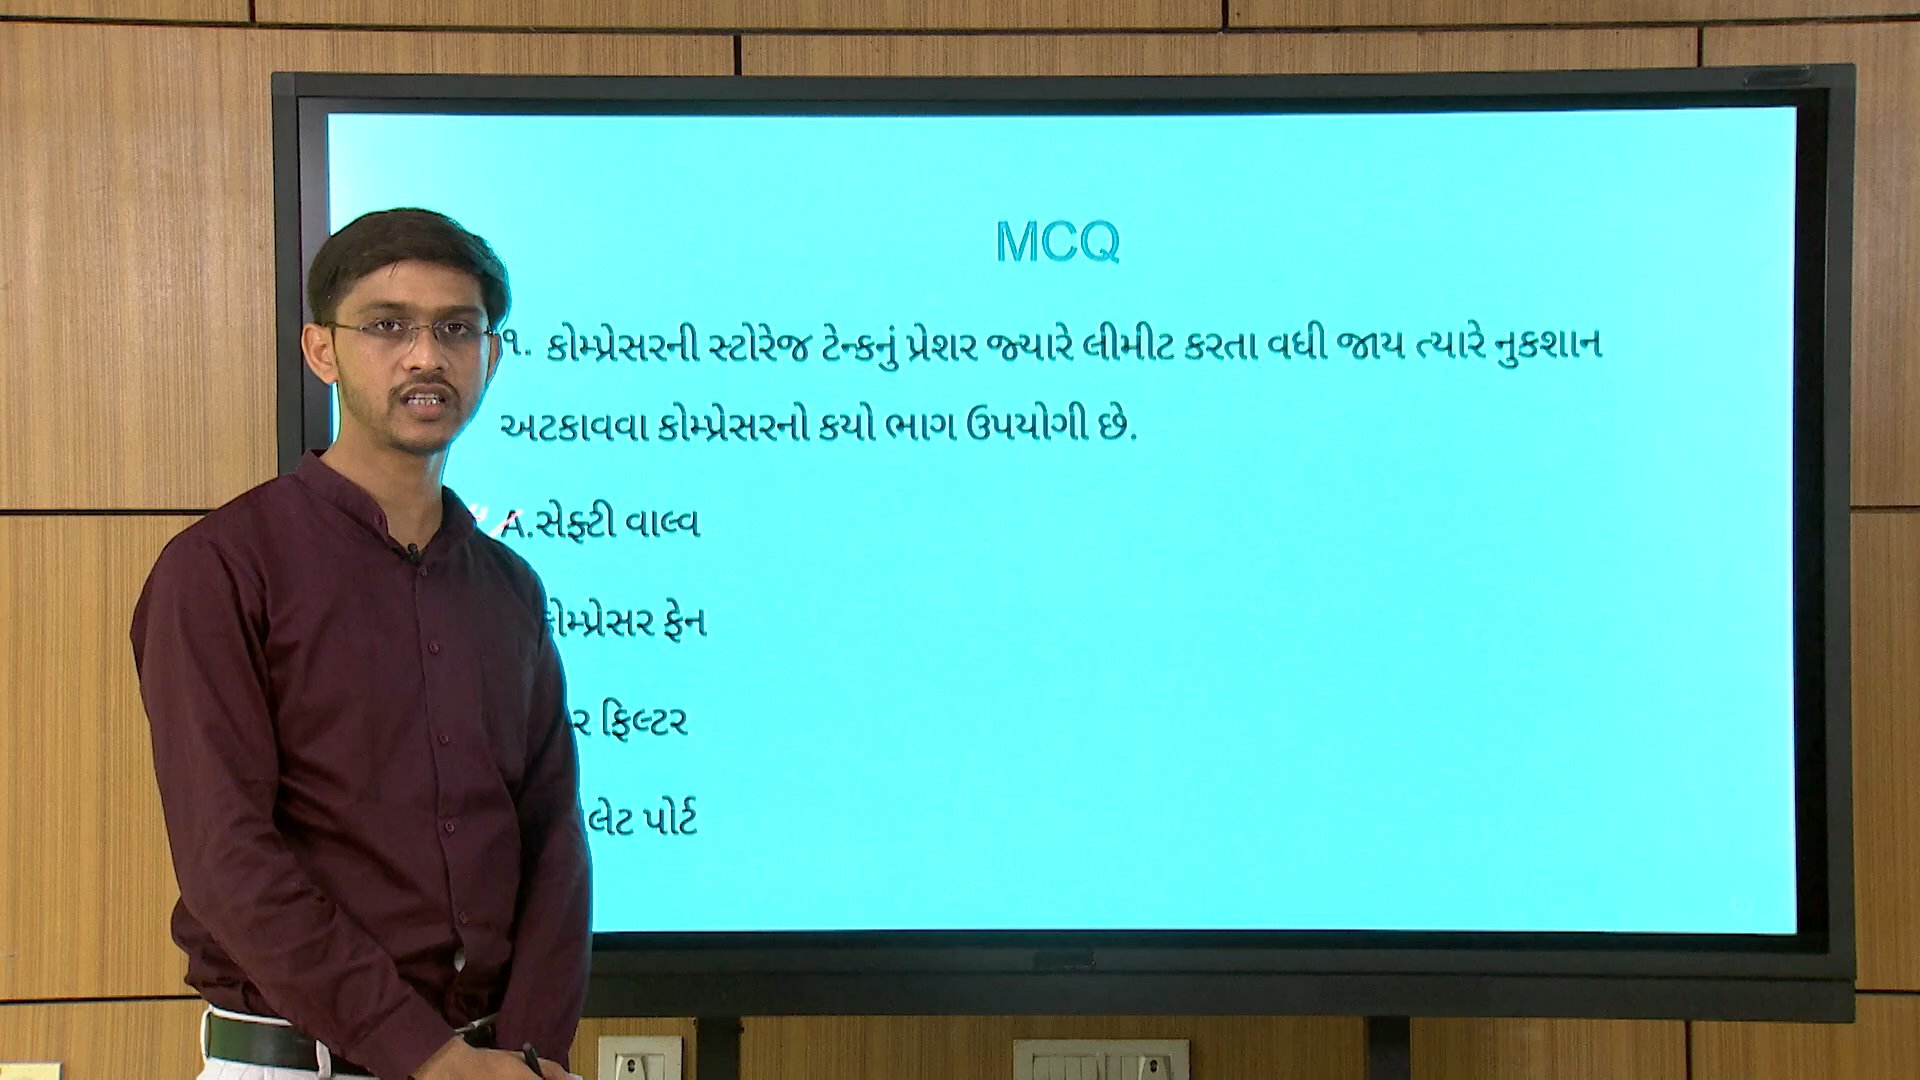 MCQ
૧. કોમ્પ્રેસરની સ્ટોરેજ ટેન્કનું પ્રેશર જ્યારે લીમીટ કરતા વધી જાય ત્યારે નુકશાન
અટકાવવા કોમ્પ્રેસરનો કયો ભાગ ઉપયોગી છે.
A.સેફ્ટી વાલ્વ
કોમ્પ્રેસર ફેન
ફિલ્ટર
પોર્ટ